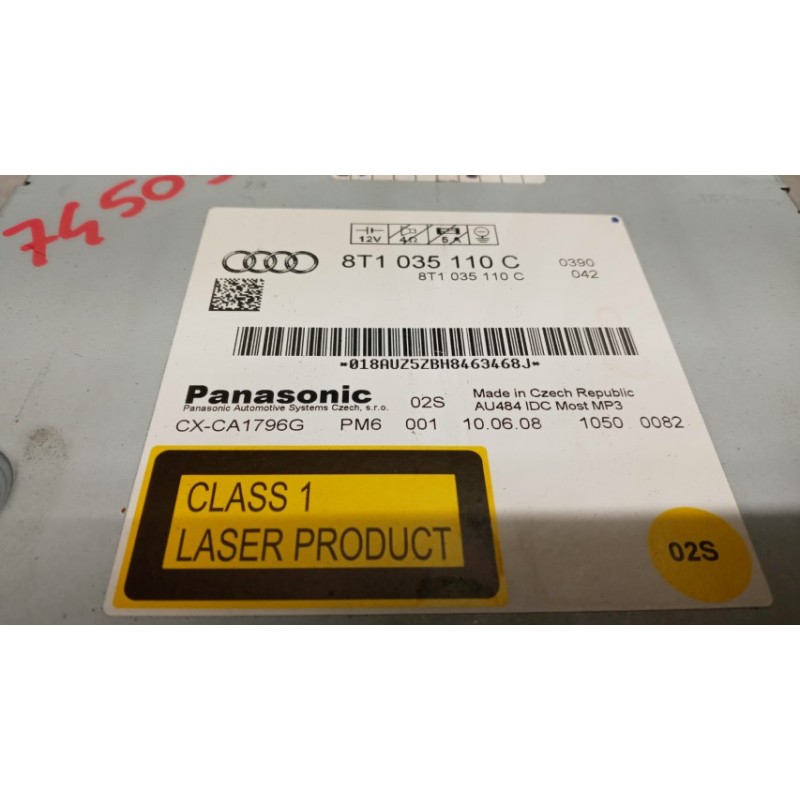 7450
12V 4Ω 5A
8T1 035 110 C 0390
8T1 035 110 C 042
*018AUZ5ZBH8463468J*
Panasonic 02S Made in Czech Republic
Panasonic Automotive Systems Czech, s.r.o. AU484 IDC Most MP3
CX-CA1796G PM6 001 10.06.08 1050 0082
CLASS 1
LASER PRODUCT
02S